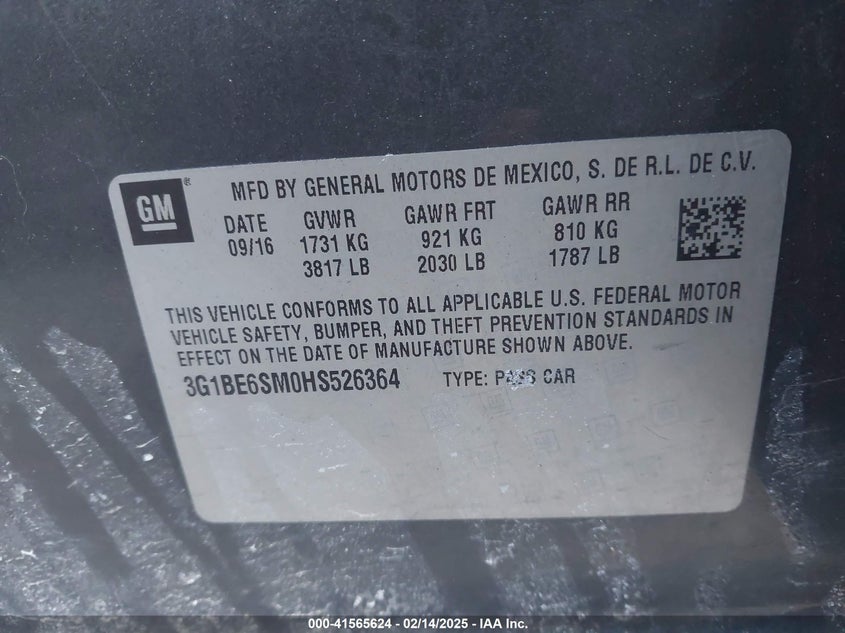 GM®
MFD BY GENERAL MOTORS DE MEXICO, S. DE R.L. DE C.V.
DATE GVWR GAWR FRT GAWR RR
09/16 1731 KG 921 KG 810 KG
3817 LB 2030 LB 1787 LB
THIS VEHICLE CONFORMS TO ALL APPLICABLE U.S. FEDERAL MOTOR
VEHICLE SAFETY, BUMPER, AND THEFT PREVENTION STANDARDS IN
EFFECT ON THE DATE OF MANUFACTURE SHOWN ABOVE.
3G1BE6SM0HS526364 TYPE: PASS CAR
000-41565624 - 02/14/2025 - IAA Inc.